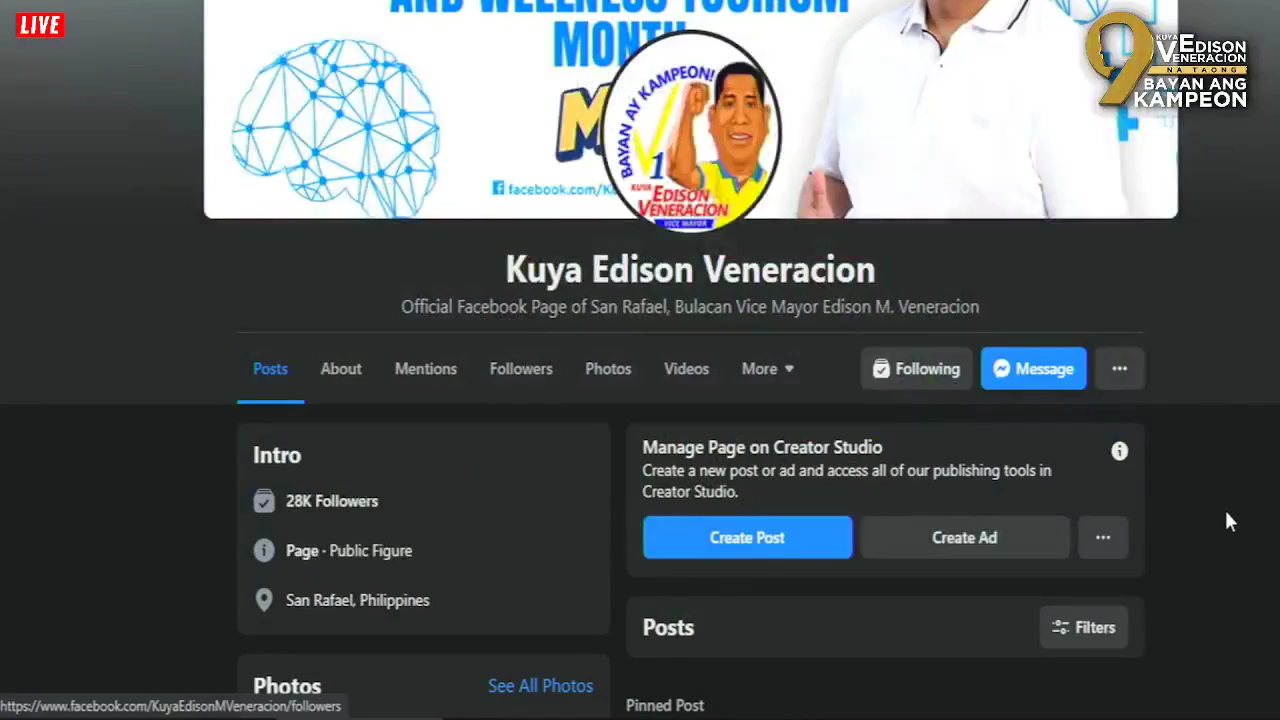 LIVE
AND WELLNESS TOURISM
MONTH
KUYA
EDISON
VENERACION
NA TAONG
BAYAN ANG
KAMPEON
BAYAN AY KAMPEON!
1
KUYA
EDISON
VENERACION
VICE MAYOR
facebook.com/K
Kuya Edison Veneracion
Official Facebook Page of San Rafael, Bulacan Vice Mayor Edison M. Veneracion
Posts About Mentions Followers Photos Videos More Following Message
Intro
Manage Page on Creator Studio
Create a new post or ad and access all of our publishing tools in
Creator Studio.
28K Followers
Create Post Create Ad
Page · Public Figure
San Rafael, Philippines
Posts Filters
Photos See All Photos
Pinned Post
https://www.facebook.com/KuyaEdisonMVeneracion/followers